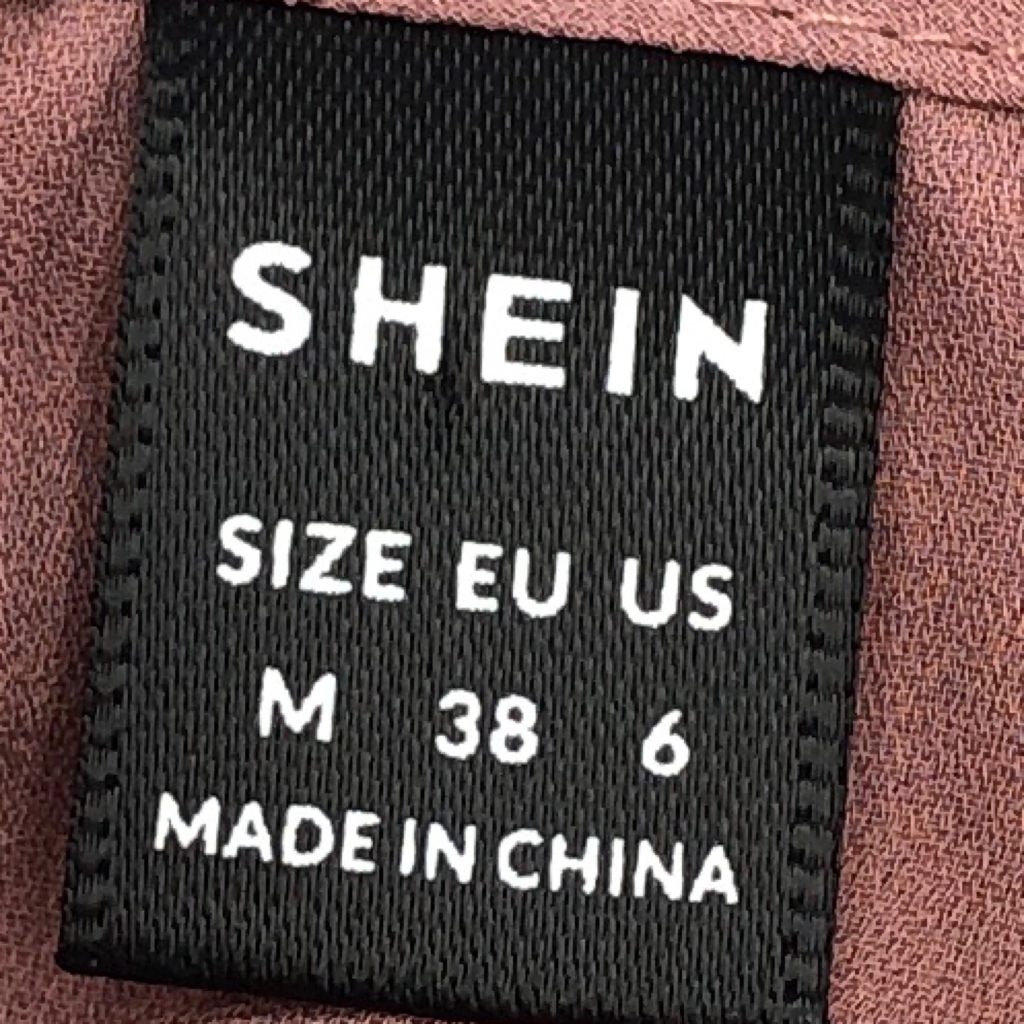 SHEIN
SIZE EU US
M 38 6
MADE IN CHINA